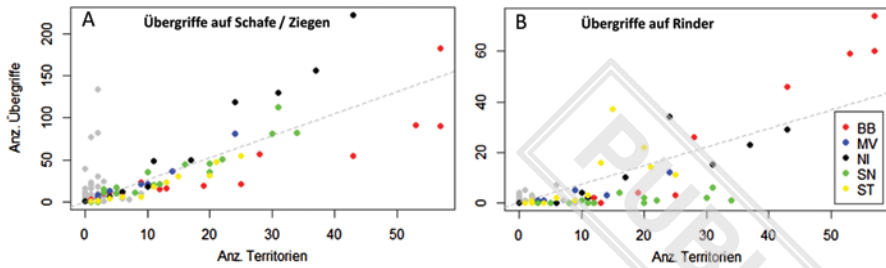 A Übergriffe auf Schafe / Ziegen
Anz. Übergriffe
200
150
100
50
0
0 10 20 30 40 50
Anz. Territorien
B Übergriffe auf Rinder
60
40
20
0
0 10 20 30 40 50
Anz. Territorien
BB
MV
NI
SN
ST
PUBL